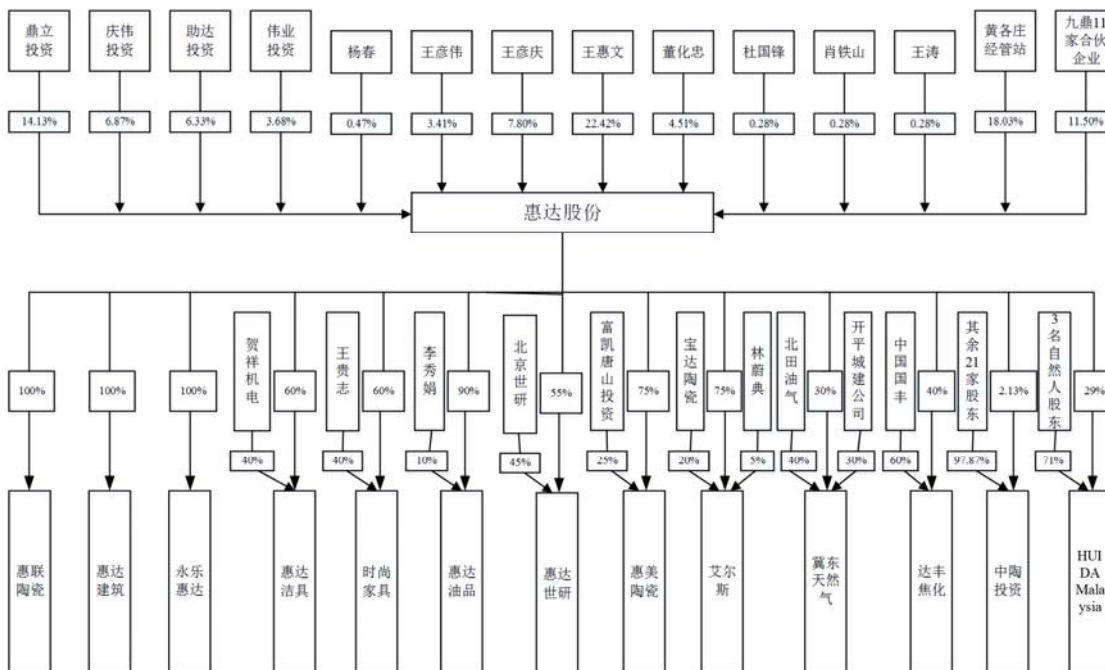 鼎立
投资
庆伟
投资
助达
投资
伟业
投资
杨春
王彦伟
王彦庆
王惠文
董化忠
杜国锋
肖铁山
王涛
黄各庄
经管站
九鼎11
家合伙
企业
14.13%
6.87%
6.33%
3.68%
0.47%
3.41%
7.80%
22.42%
4.51%
0.28%
0.28%
0.28%
18.03%
11.50%
惠达股份
贺祥机电
王贵志
李秀娟
北京世研
富凯唐山投资
宝达陶瓷
林蔚典
北田油气
开平城建公司
中国国丰
其余21家股东
3名自然人股东
100%
100%
100%
60%
60%
90%
55%
75%
75%
30%
40%
2.13%
29%
40%
40%
10%
45%
25%
20%
5%
40%
30%
60%
97.87%
71%
惠联
陶瓷
惠达
建筑
永乐
惠达
惠达
洁具
时尚
家具
惠达
油品
惠达
世研
惠美
陶瓷
艾尔
斯
冀东
天然
气
达丰
焦化
中陶
投资
HUI
DA
Mala
ysia